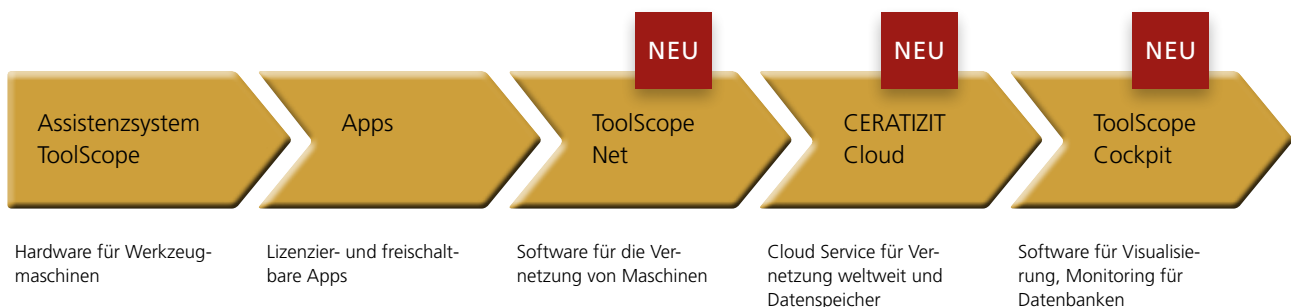 NEU
NEU
NEU
Assistenzsystem
ToolScope
Apps
ToolScope
Net
CERATIZIT
Cloud
ToolScope
Cockpit
Hardware für Werkzeug-
maschinen
Lizenzier- und freischalt-
bare Apps
Software für die Ver-
netzung von Maschinen
Cloud Service für Ver-
netzung weltweit und
Datenspeicher
Software für Visualisie-
rung, Monitoring für
Datenbanken